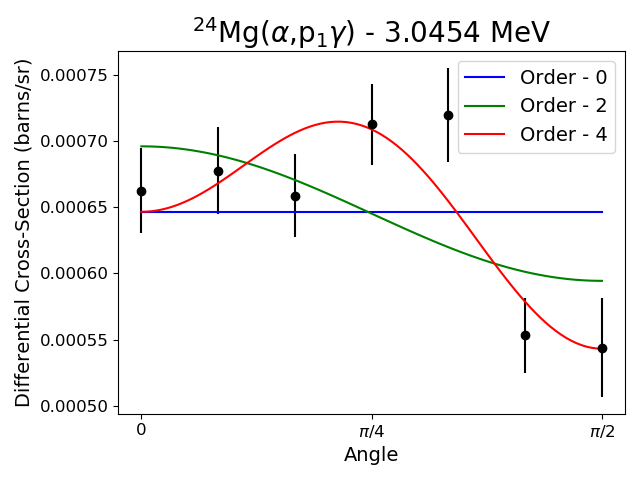 ²⁴Mg(α,p₁γ) - 3.0454 MeV
Order - 0
Order - 2
Order - 4
Differential Cross-Section (barns/sr)
0.00075
0.00070
0.00065
0.00060
0.00055
0.00050
0 π/4 π/2
Angle